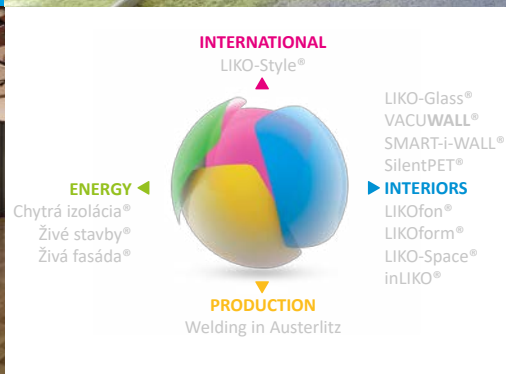 INTERNATIONAL
LIKO-Style®
LIKO-Glass®
VACUWALL®
SMART-i-WALL®
SilentPET®
INTERIORS
LIKOfon®
LIKOform®
LIKO-Space®
inLIKO®
ENERGY
Chytrá izolácia®
Živé stavby®
Živá fasáda®
PRODUCTION
Welding in Austerlitz